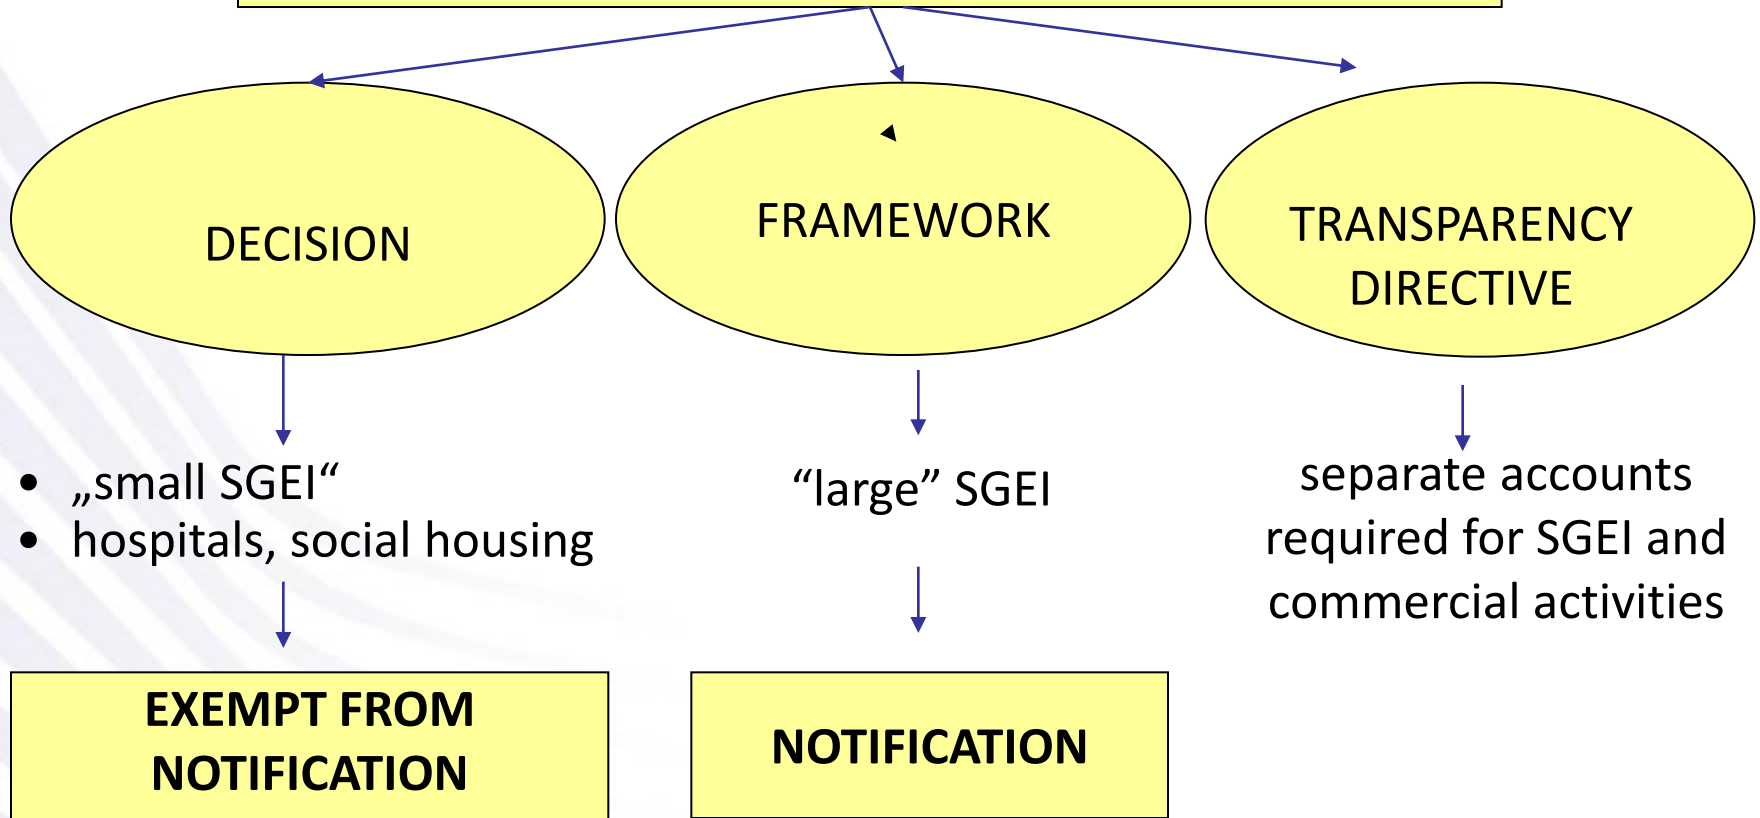 DECISION
FRAMEWORK
TRANSPARENCY
DIRECTIVE
• „small SGEI“
• hospitals, social housing
“large” SGEI
separate accounts
required for SGEI and
commercial activities
EXEMPT FROM
NOTIFICATION
NOTIFICATION